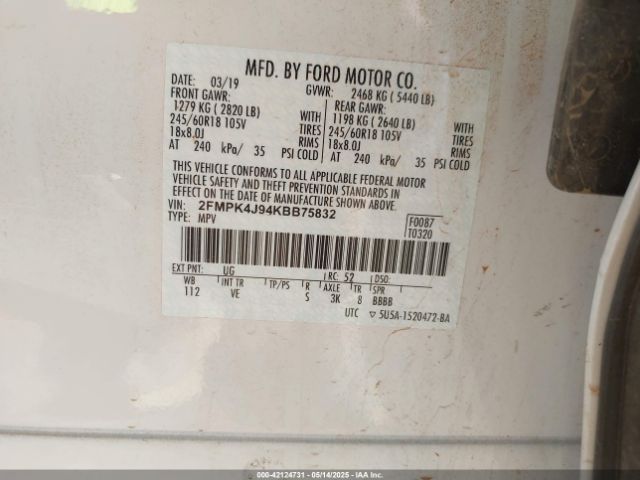 MFD. BY FORD MOTOR CO.
DATE: 03/19 GVWR: 2468 KG ( 5440 LB)
FRONT GAWR: REAR GAWR:
1279 KG ( 2820 LB) WITH 1198 KG ( 2640 LB) WITH
245/60R18 105V TIRES 245/60R18 105V TIRES
18x8.0J RIMS 18x8.0J RIMS
AT 240 kPa/ 35 PSI COLD AT 240 kPa/ 35 PSI COLD
THIS VEHICLE CONFORMS TO ALL APPLICABLE FEDERAL MOTOR
VEHICLE SAFETY AND THEFT PREVENTION STANDARDS IN
EFFECT ON THE DATE OF MANUFACTURE SHOWN ABOVE.
VIN: 2FMPK4J94KBB75832 F0087
TYPE: MPV T0320
EXT PNT: UG RC: 52 DSO:
WB INT TR TP/PS R AXLE TR SPR
112 VE S 3K 8 BBBB
UTC ▽ 5U5A-1520472-BA
000-42124731 - 05/14/2025 - IAA, Inc.